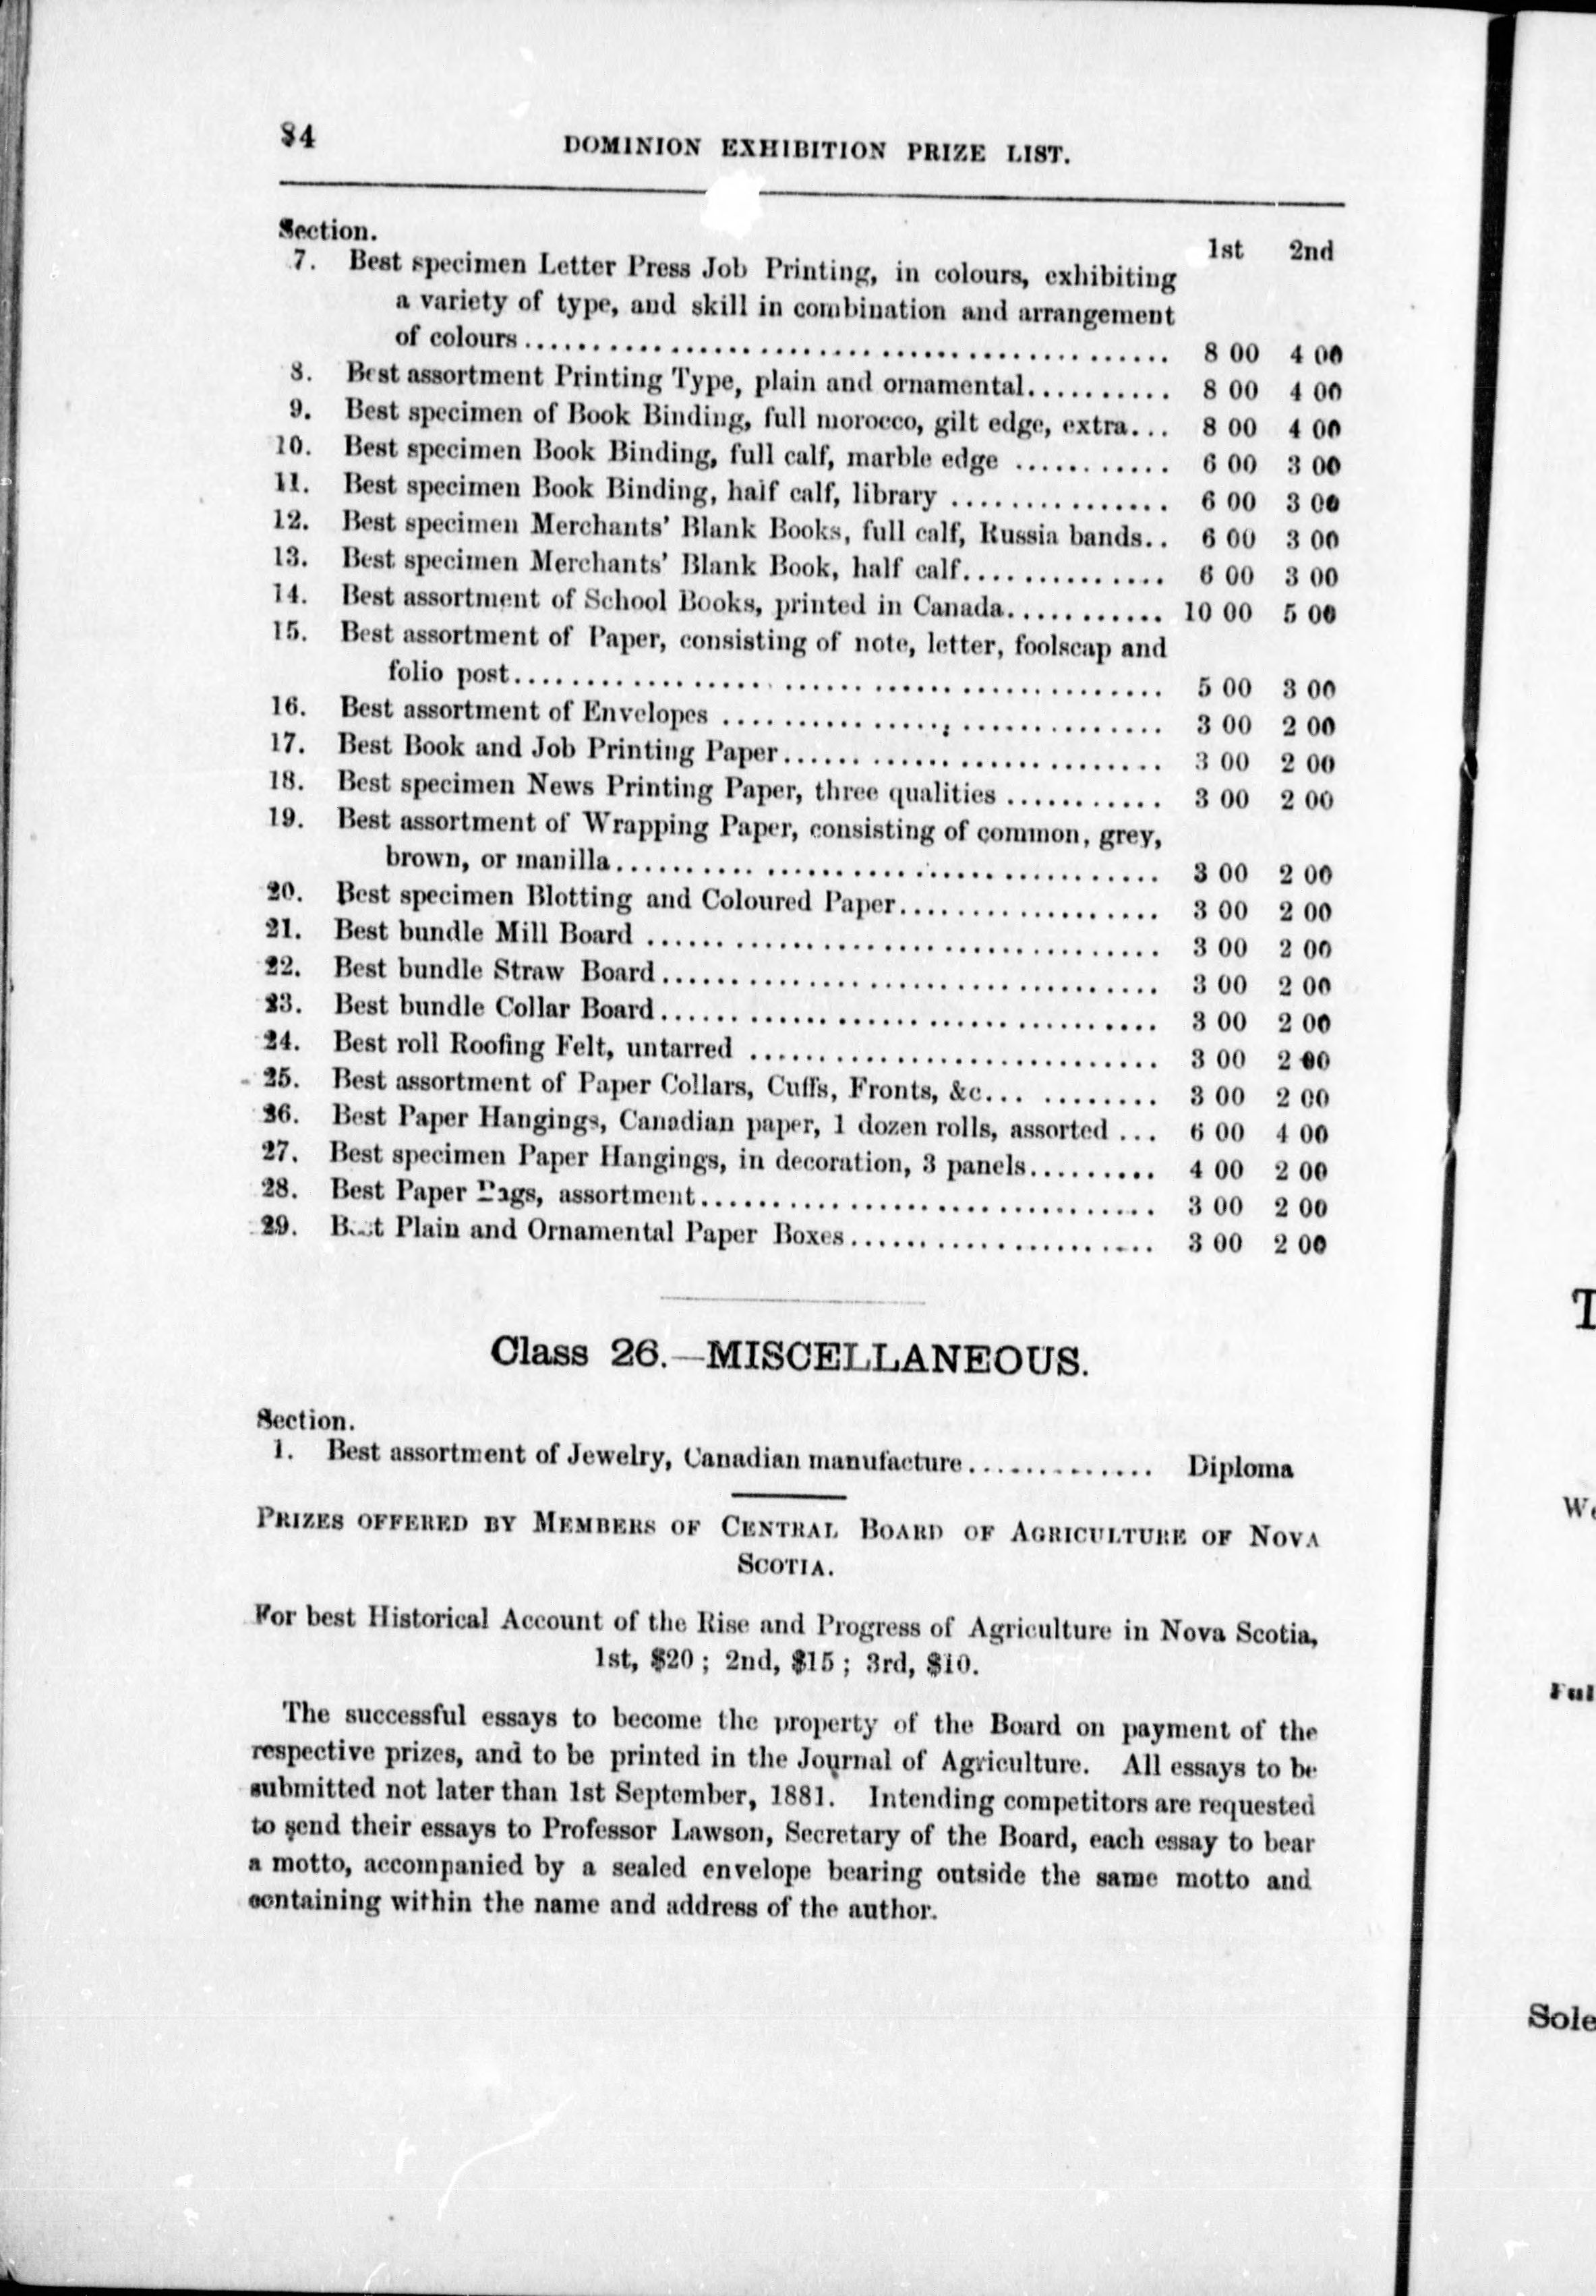 84
DOMINION EXHIBITION PRIZE LIST.
Section.
1st 2nd
7. Best specimen Letter Press Job Printing, in colours, exhibiting
a variety of type, and skill in combination and arrangement
of colours........ 8 00 4 00
8. Best assortment Printing Type, plain and ornamental........ 8 00 4 00
9. Best specimen of Book Binding, full morocco, gilt edge, extra... 8 00 4 00
10. Best specimen Book Binding, full calf, marble edge ........ 6 00 3 00
11. Best specimen Book Binding, half calf, library ........ 6 00 3 00
12. Best specimen Merchants' Blank Books, full calf, Russia bands.. 6 00 3 00
13. Best specimen Merchants' Blank Book, half calf........ 6 00 3 00
14. Best assortment of School Books, printed in Canada........ 10 00 5 00
15. Best assortment of Paper, consisting of note, letter, foolscap and
folio post........ 5 00 3 00
16. Best assortment of Envelopes ........ 3 00 2 00
17. Best Book and Job Printing Paper........ 3 00 2 00
18. Best specimen News Printing Paper, three qualities ........ 3 00 2 00
19. Best assortment of Wrapping Paper, consisting of common, grey,
brown, or manilla........ 3 00 2 00
20. Best specimen Blotting and Coloured Paper........ 3 00 2 00
21. Best bundle Mill Board ........ 3 00 2 00
22. Best bundle Straw Board........ 3 00 2 00
23. Best bundle Collar Board........ 3 00 2 00
24. Best roll Roofing Felt, untarred ........ 3 00 2 00
25. Best assortment of Paper Collars, Cuffs, Fronts, &c........ 3 00 2 00
26. Best Paper Hangings, Canadian paper, 1 dozen rolls, assorted ... 6 00 4 00
27. Best specimen Paper Hangings, in decoration, 3 panels........ 4 00 2 00
28. Best Paper Bags, assortment........ 3 00 2 00
29. Best Plain and Ornamental Paper Boxes........ 3 00 2 00
Class 26.—MISCELLANEOUS.
Section.
1. Best assortment of Jewelry, Canadian manufacture........ Diploma
PRIZES OFFERED BY MEMBERS OF CENTRAL BOARD OF AGRICULTURE OF NOVA
SCOTIA.
For best Historical Account of the Rise and Progress of Agriculture in Nova Scotia,
1st, $20; 2nd, $15; 3rd, $10.
The successful essays to become the property of the Board on payment of the
respective prizes, and to be printed in the Journal of Agriculture. All essays to be
submitted not later than 1st September, 1881. Intending competitors are requested
to send their essays to Professor Lawson, Secretary of the Board, each essay to bear
a motto, accompanied by a sealed envelope bearing outside the same motto and
containing within the name and address of the author.
Sole